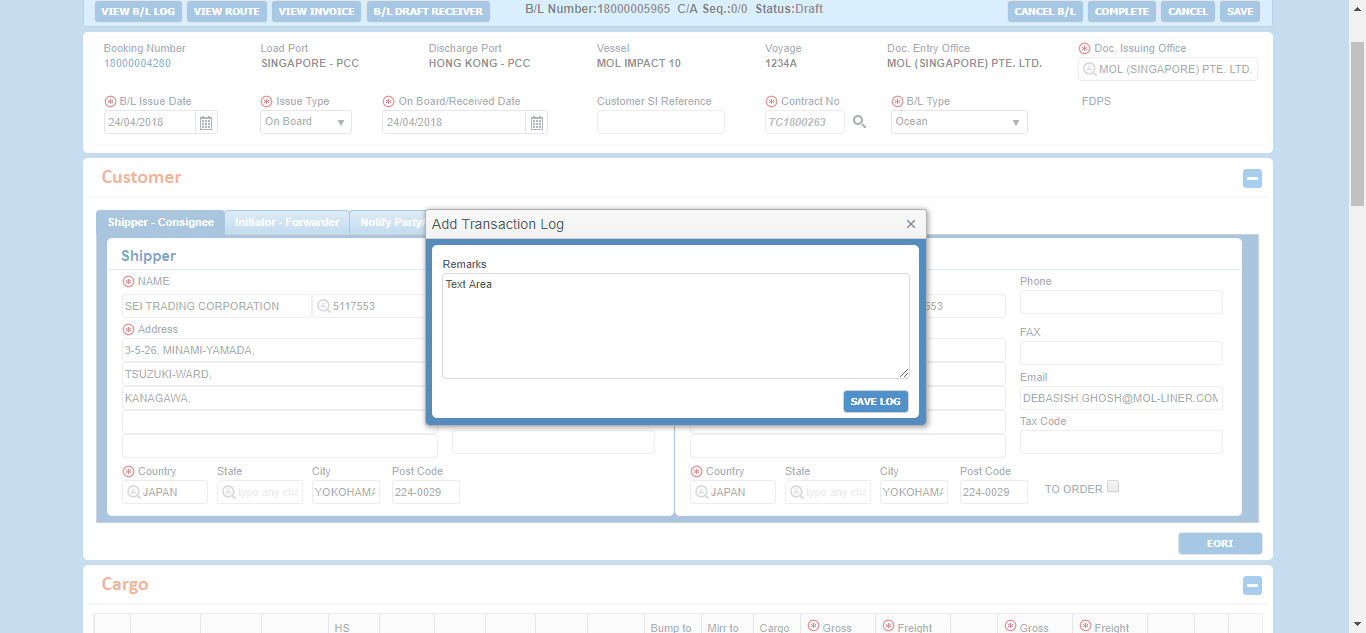 VIEW B/L LOG VIEW ROUTE VIEW INVOICE B/L DRAFT RECEIVER B/L Number:18000005965 C/A Seq.:0/0 Status:Draft CANCEL B/L COMPLETE CANCEL SAVE
Booking Number Load Port Discharge Port Vessel Voyage Doc. Entry Office Doc. Issuing Office
18000004280 SINGAPORE - PCC HONG KONG - PCC MOL IMPACT 10 1234A MOL (SINGAPORE) PTE. LTD. MOL (SINGAPORE) PTE. LTD.
B/L Issue Date Issue Type On Board/Received Date Customer SI Reference Contract No B/L Type FDPS
24/04/2018 On Board 24/04/2018 TC1800263 Ocean
Customer
Shipper - Consignee Initiator - Forwarder Notify Party
Add Transaction Log
Remarks
Text Area
SAVE LOG
Shipper
NAME Phone
SEI TRADING CORPORATION 5117553 553
Address FAX
3-5-26, MINAMI-YAMADA,
TSUZUKI-WARD, Email
KANAGAWA, DEBASISH.GHOSH@MOL-LINER.COM
Tax Code
Country State City Post Code Country State City Post Code
JAPAN type any cha YOKOHAMA 224-0029 JAPAN type any cha YOKOHAMA 224-0029 TO ORDER
EORI
Cargo
HS Bump to Mirr to Cargo Gross Freight Gross Freight